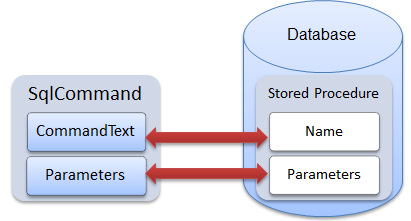 Database
SqlCommand
Stored Procedure
CommandText
Name
Parameters
Parameters